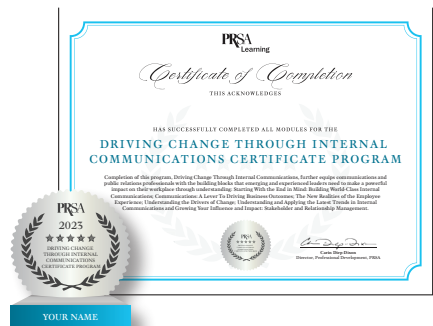 PRSA
Learning
Certificate of Completion
THIS ACKNOWLEDGES
HAS SUCCESSFULLY COMPLETED ALL MODULES FOR THE
DRIVING CHANGE THROUGH INTERNAL
COMMUNICATIONS CERTIFICATE PROGRAM
Completion of this program, Driving Change Through Internal Communications, further equips communications and
public relations professionals with the building blocks that emerging and experienced leaders need to make a powerful
impact on their workplace through understanding: Starting With the End in Mind: Building World-Class Internal
Communications; Communications: A Lever To Driving Business Outcomes; The New Realities of the Employee
Experience; Understanding the Drivers of Change; Understanding and Applying the Latest Trends in Internal
Communications and Growing Your Influence and Impact: Stakeholder and Relationship Management.
Carin Diep Dixon
Director, Professional Development, PRSA
PRSA
2023
DRIVING CHANGE
THROUGH INTERNAL
COMMUNICATIONS
CERTIFICATE PROGRAM
YOUR NAME